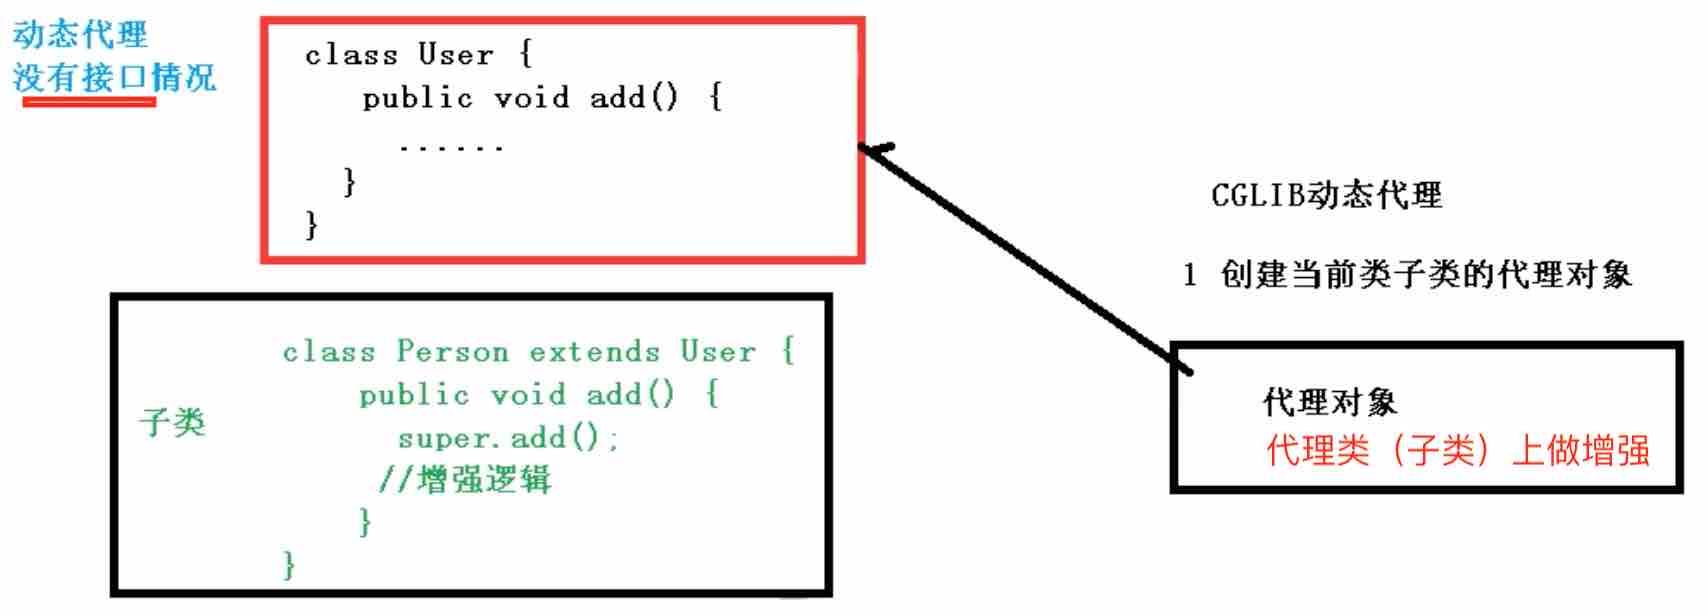 动态代理
没有接口情况
class User {
public void add() {
......
}
}
CGLIB动态代理
1 创建当前类子类的代理对象
子类
class Person extends User {
public void add() {
super.add();
//增强逻辑
}
}
代理对象
代理类（子类）上做增强